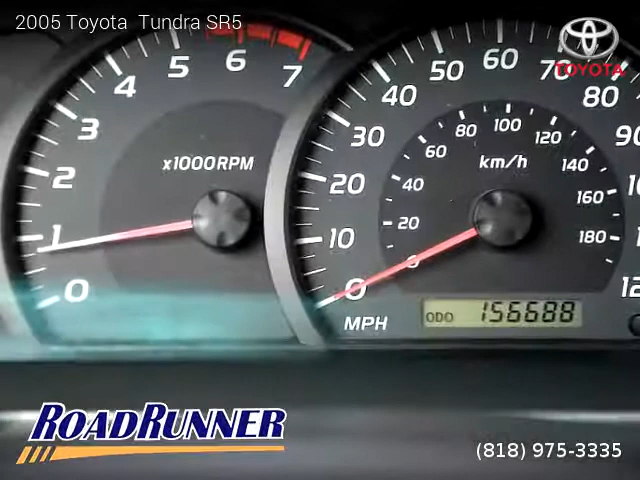 2005 Toyota Tundra SR5
TOYOTA
0 1 2 3 4 5 6 7
x1000RPM
0 10 20 30 40 50 60 70 80 90
0 20 40 60 80 100 120 140 160 180
km/h
MPH
ODO 156688
ROADRUNNER
(818) 975-3335